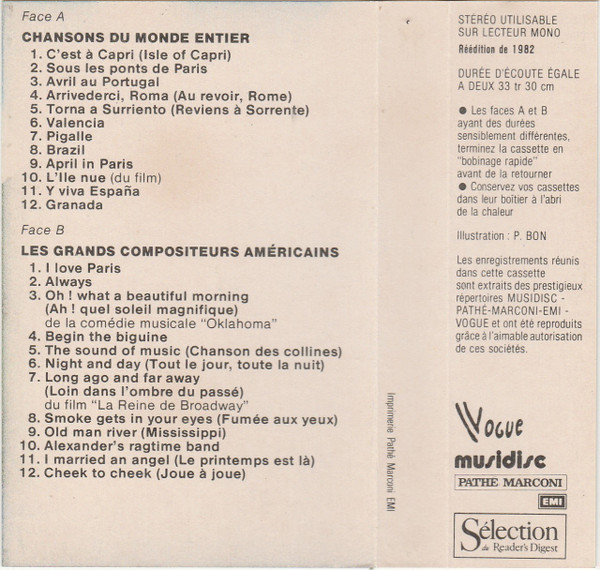 Face A
CHANSONS DU MONDE ENTIER
1. C'est à Capri (Isle of Capri)
2. Sous les ponts de Paris
3. Avril au Portugal
4. Arrivederci, Roma (Au revoir, Rome)
5. Torna a Surriento (Reviens à Sorrente)
6. Valencia
7. Pigalle
8. Brazil
9. April in Paris
10. L'Ile nue (du film)
11. Y viva España
12. Granada
Face B
LES GRANDS COMPOSITEURS AMÉRICAINS
1. I love Paris
2. Always
3. Oh ! what a beautiful morning
(Ah ! quel soleil magnifique)
de la comédie musicale "Oklahoma"
4. Begin the biguine
5. The sound of music (Chanson des collines)
6. Night and day (Tout le jour, toute la nuit)
7. Long ago and far away
(Loin dans l'ombre du passé)
du film "La Reine de Broadway"
8. Smoke gets in your eyes (Fumée aux yeux)
9. Old man river (Mississippi)
10. Alexander's ragtime band
11. I married an angel (Le printemps est là)
12. Cheek to cheek (Joue à joue)
Imprimerie Pathé Marconi EMI
STÉRÉO UTILISABLE
SUR LECTEUR MONO
Réédition de 1982
DURÉE D'ÉCOUTE ÉGALE
A DEUX 33 tr 30 cm
● Les faces A et B
ayant des durées
sensiblement différentes,
terminez la cassette en
"bobinage rapide"
avant de la retourner
● Conservez vos cassettes
dans leur boîtier à l'abri
de la chaleur
Illustration : P. BON
Les enregistrements réunis
dans cette cassette
sont extraits des prestigieux
répertoires MUSIDISC -
PATHÉ-MARCONI-EMI -
VOGUE et ont été reproduits
grâce à l'aimable autorisation
de ces sociétés.
VOGUE
musidisc
PATHE MARCONI
EMI
Sélection
du Reader's Digest